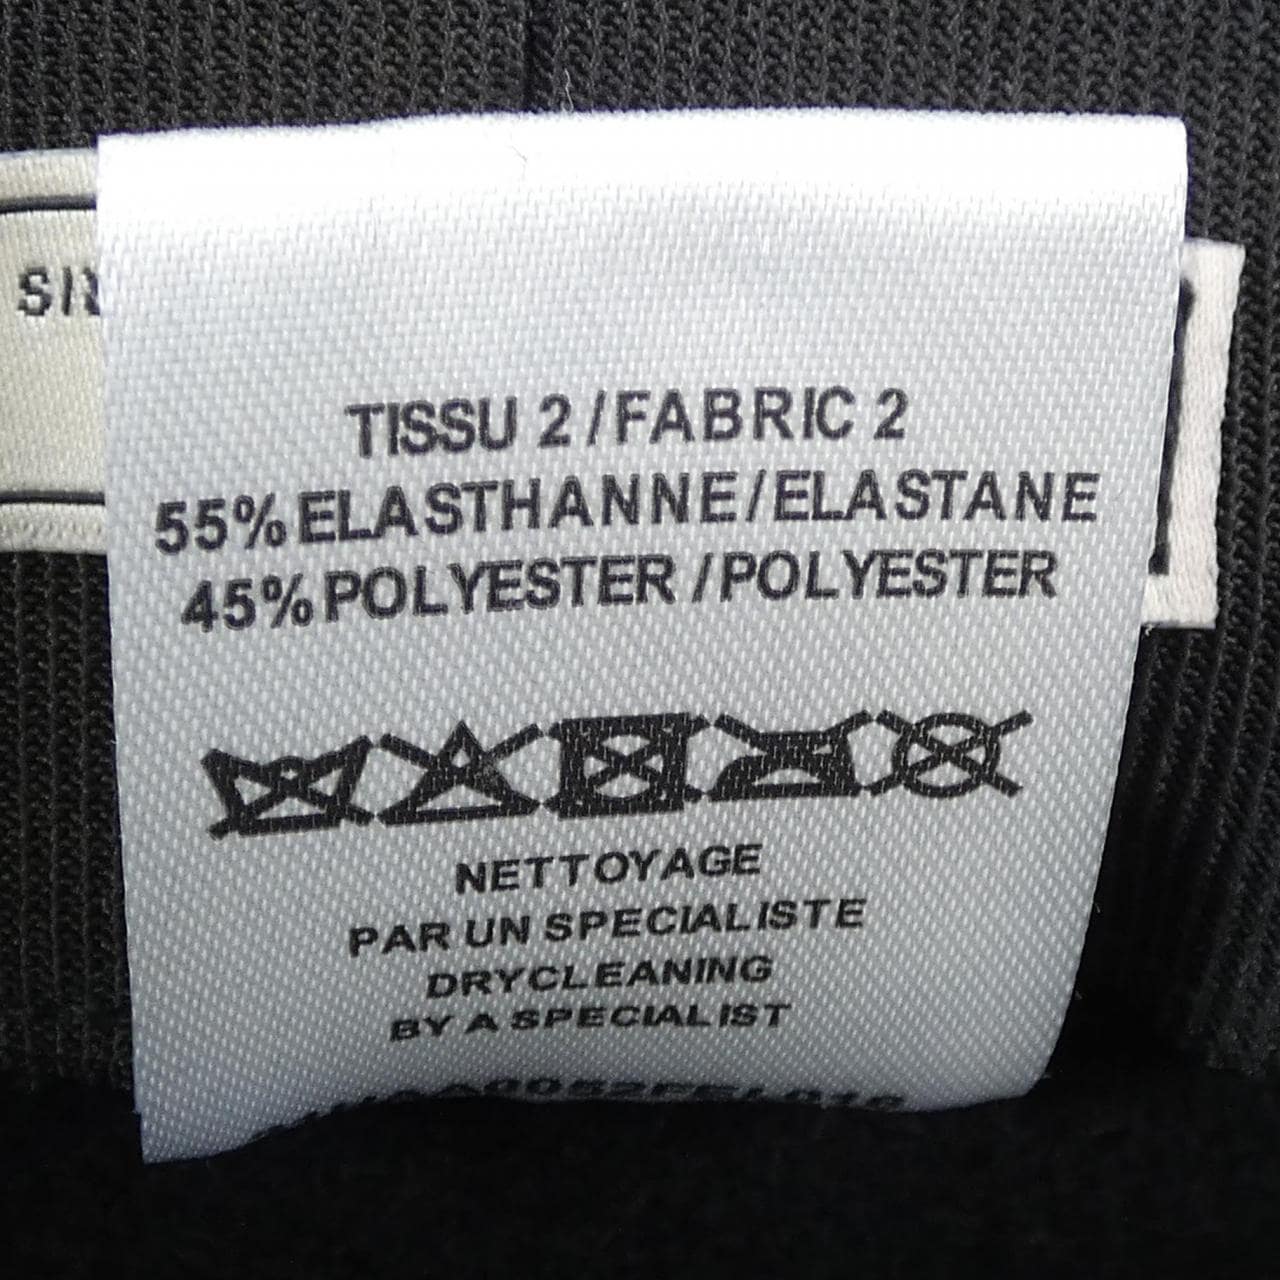 TISSU 2 / FABRIC 2
55% ELASTHANNE/ELASTANE
45% POLYESTER / POLYESTER
NETTOYAGE
PAR UN SPECIALISTE
DRYCLEANING
BY A SPECIALIST